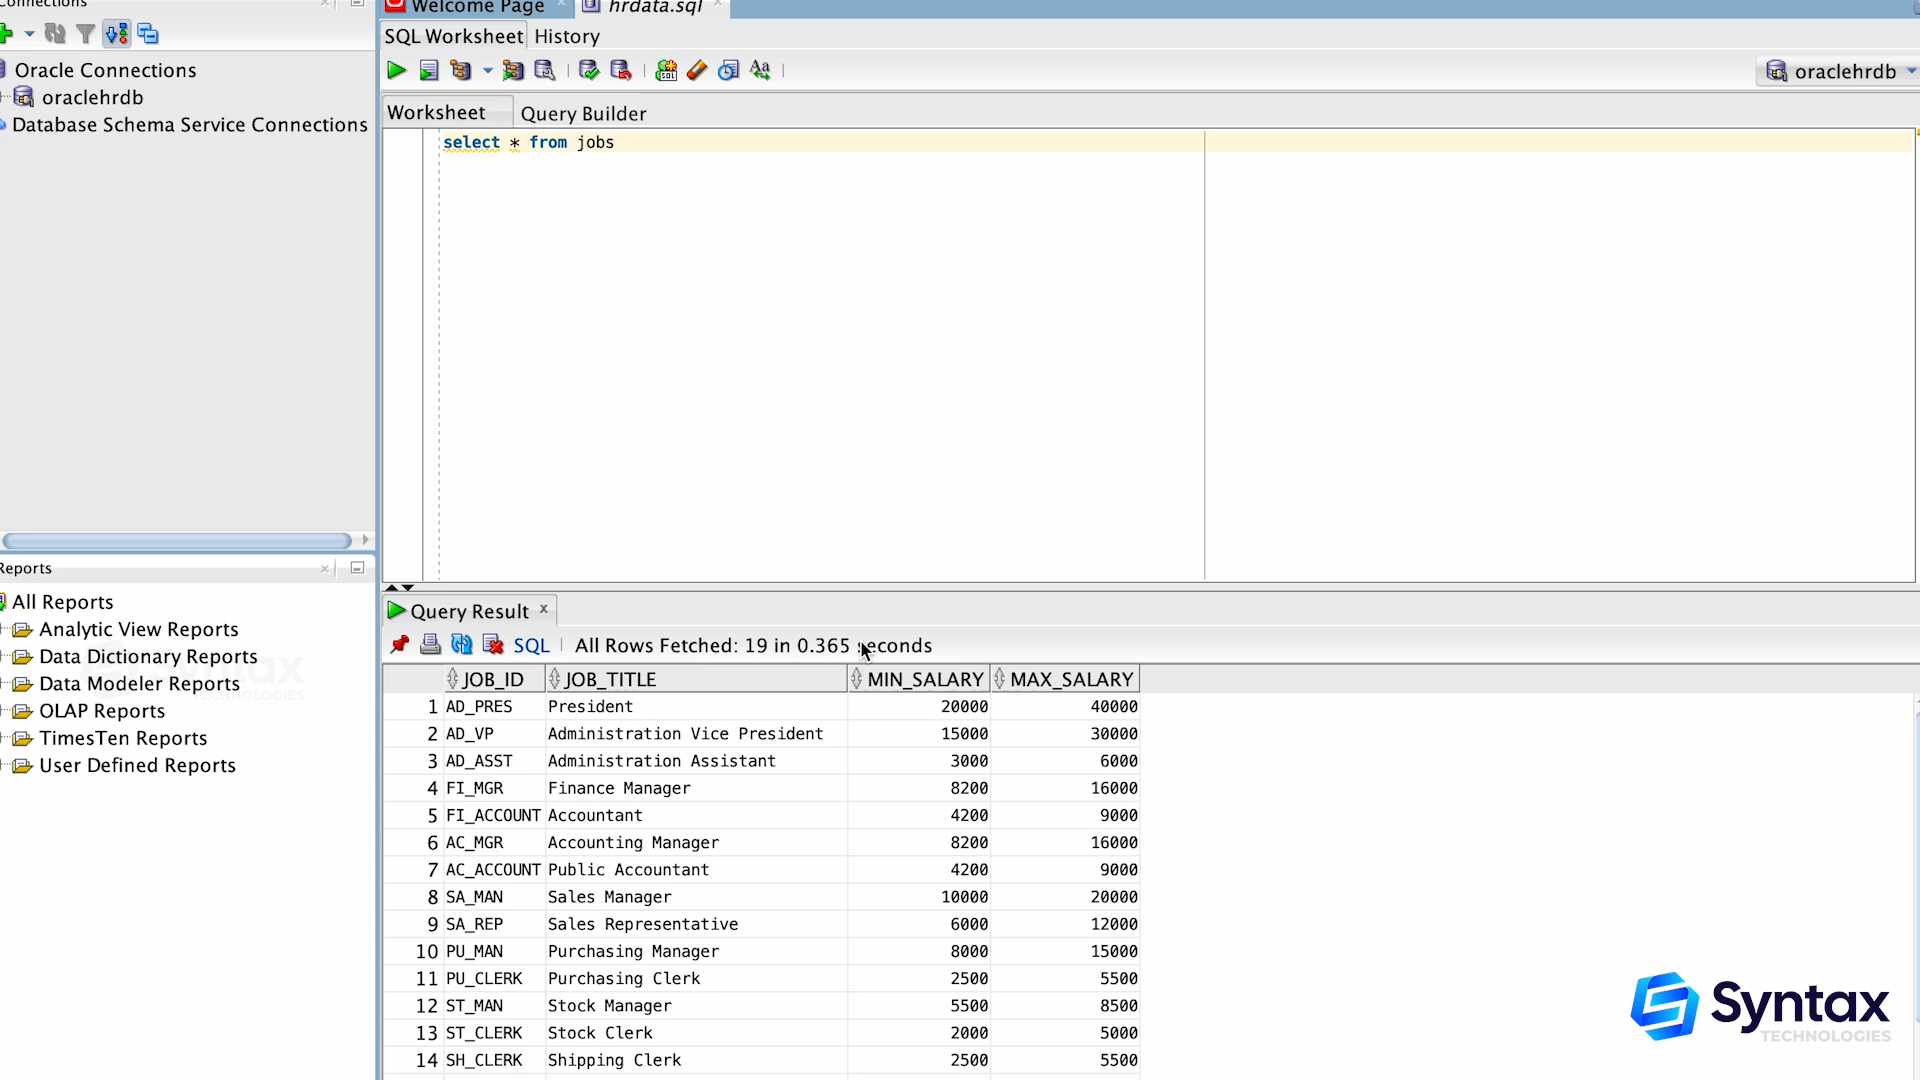 Connections
Welcome Page
hrdata.sql
SQL Worksheet
History
oraclehrdb
Oracle Connections
oraclehrdb
Database Schema Service Connections
Worksheet
Query Builder
select * from jobs
Reports
All Reports
Analytic View Reports
Data Dictionary Reports
Data Modeler Reports
OLAP Reports
TimesTen Reports
User Defined Reports
Query Result
SQL | All Rows Fetched: 19 in 0.365 seconds
JOB_ID JOB_TITLE MIN_SALARY MAX_SALARY
1 AD_PRES President 20000 40000
2 AD_VP Administration Vice President 15000 30000
3 AD_ASST Administration Assistant 3000 6000
4 FI_MGR Finance Manager 8200 16000
5 FI_ACCOUNT Accountant 4200 9000
6 AC_MGR Accounting Manager 8200 16000
7 AC_ACCOUNT Public Accountant 4200 9000
8 SA_MAN Sales Manager 10000 20000
9 SA_REP Sales Representative 6000 12000
10 PU_MAN Purchasing Manager 8000 15000
11 PU_CLERK Purchasing Clerk 2500 5500
12 ST_MAN Stock Manager 5500 8500
13 ST_CLERK Stock Clerk 2000 5000
14 SH_CLERK Shipping Clerk 2500 5500
Syntax
TECHNOLOGIES
Syntax
TECHNOLOGIES